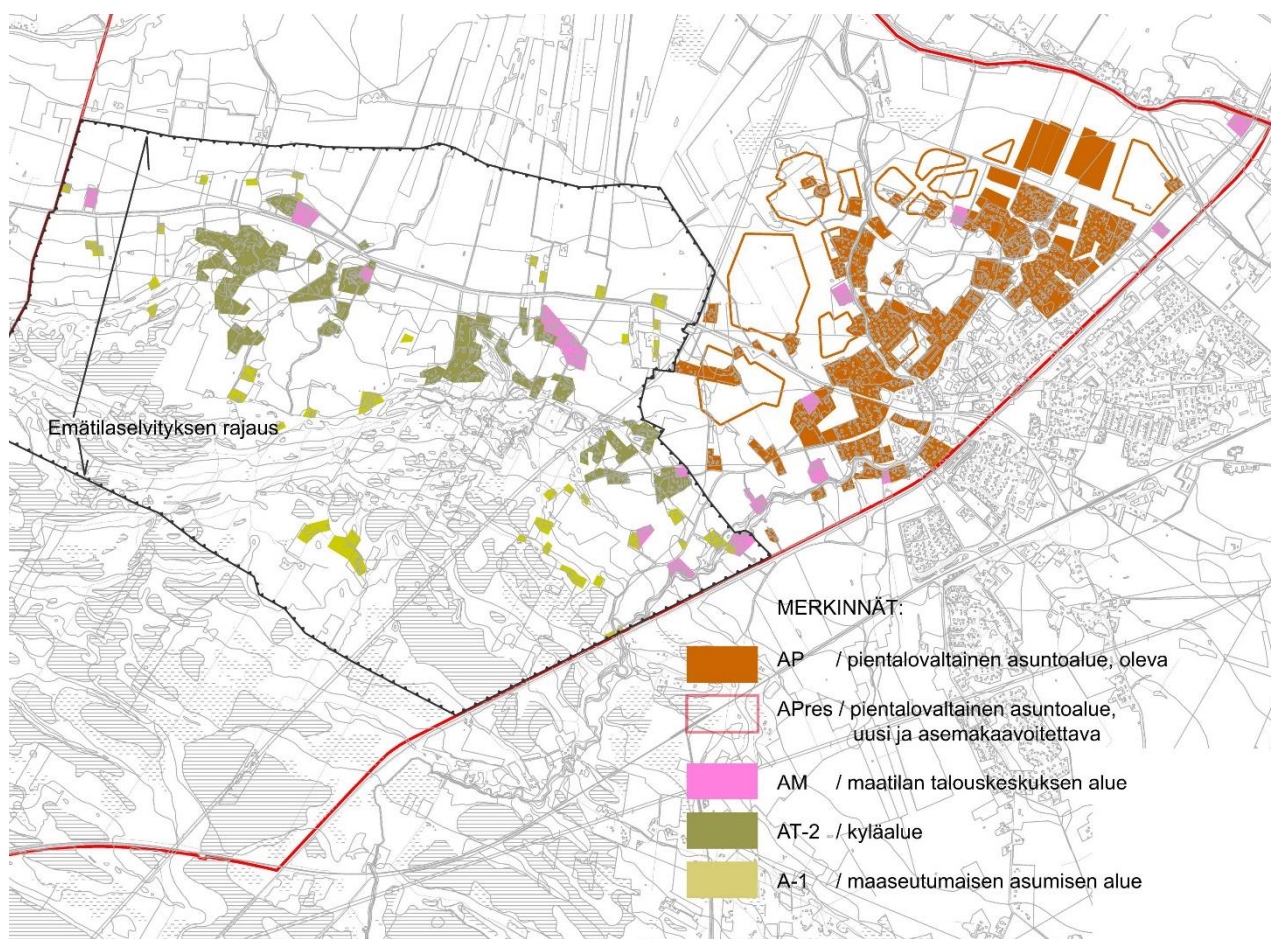 Emätilaselvityksen rajaus
MERKINNÄT:
AP / pientalovaltainen asuntoalue, oleva
APres / pientalovaltainen asuntoalue,
uusi ja asemakaavoitettava
AM / maatilan talouskeskuksen alue
AT-2 / kyläalue
A-1 / maaseutumaisen asumisen alue